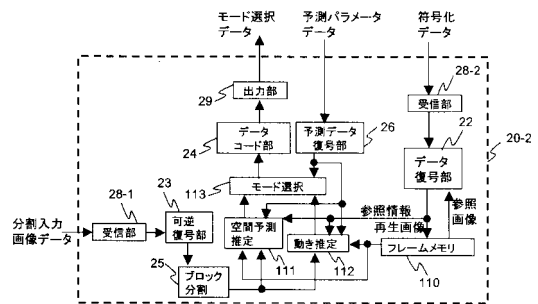 モード選択
データ
予測パラメータ
データ
符号化
データ
28-2
29
出力部
受信部
22
24
データ
コード部
予測データ
復号部
26
データ
復号部
20-2
113
モード選択
28-1
23
分割入力
画像データ
受信部
可逆
復号部
空間予測
推定
111
参照情報
再生画像
参照
画像
動き推定
112
フレームメモリ
110
25
ブロック
分割